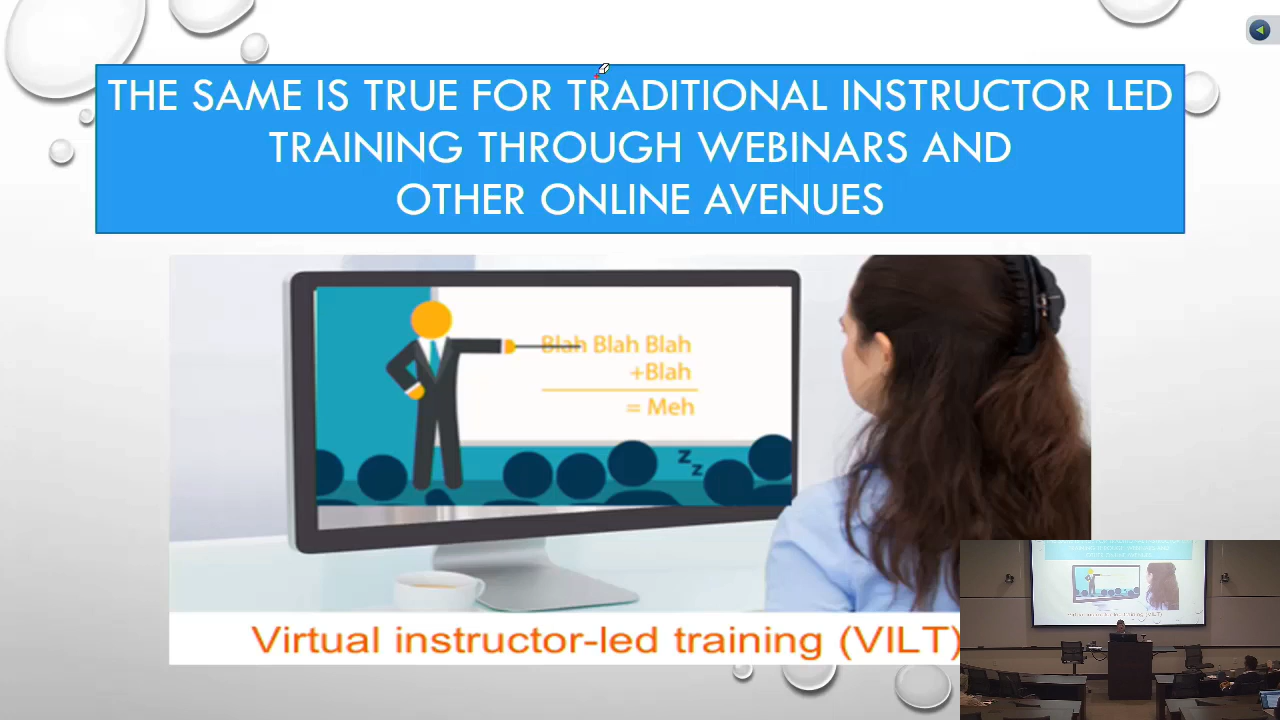 THE SAME IS TRUE FOR TRADITIONAL INSTRUCTOR LED
TRAINING THROUGH WEBINARS AND
OTHER ONLINE AVENUES
Blah Blah Blah
+Blah
= Meh
z
z
Virtual instructor-led training (VILT)